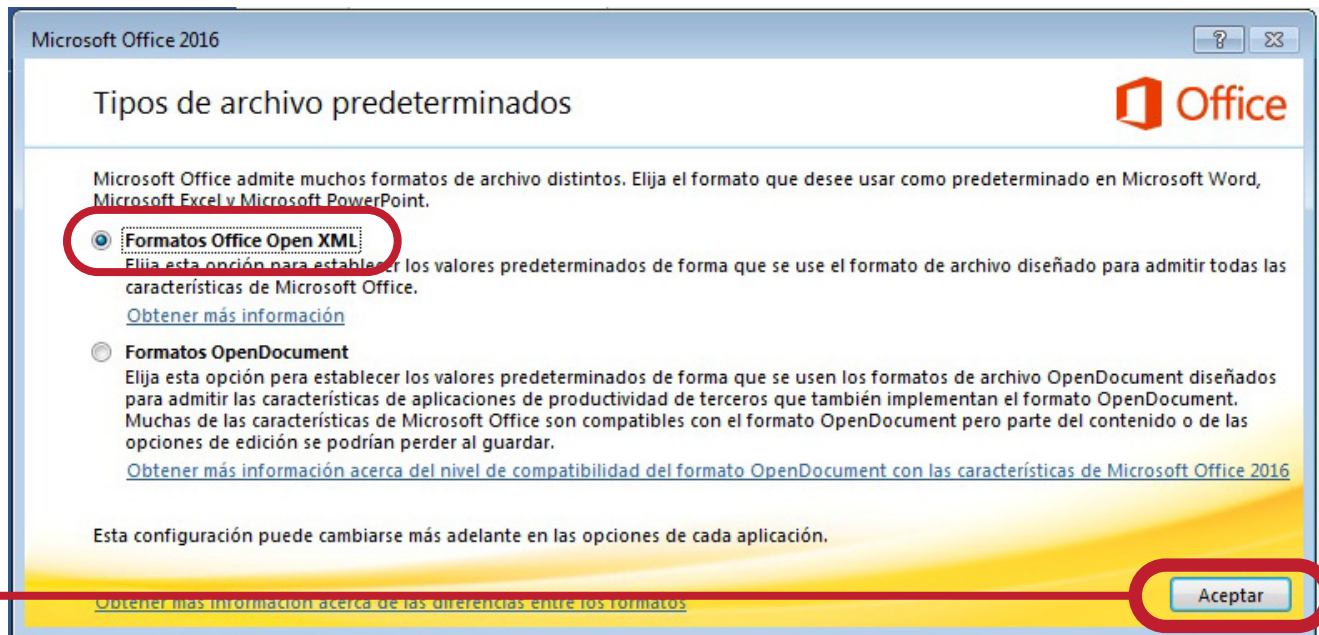 Microsoft Office 2016
Tipos de archivo predeterminados
Office
Microsoft Office admite muchos formatos de archivo distintos. Elija el formato que desee usar como predeterminado en Microsoft Word,
Microsoft Excel y Microsoft PowerPoint.
Formatos Office Open XML
Elija esta opción para establecer los valores predeterminados de forma que se use el formato de archivo diseñado para admitir todas las
características de Microsoft Office.
Obtener más información
Formatos OpenDocument
Elija esta opción pera establecer los valores predeterminados de forma que se usen los formatos de archivo OpenDocument diseñados
para admitir las características de aplicaciones de productividad de terceros que también implementan el formato OpenDocument.
Muchas de las características de Microsoft Office son compatibles con el formato OpenDocument pero parte del contenido o de las
opciones de edición se podrían perder al guardar.
Obtener más información acerca del nivel de compatibilidad del formato OpenDocument con las características de Microsoft Office 2016
Esta configuración puede cambiarse más adelante en las opciones de cada aplicación.
Obtener más información acerca de las diferencias entre los formatos
Aceptar